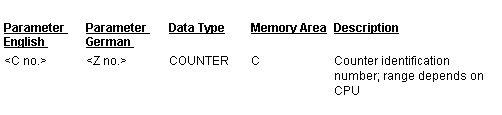 Parameter English Parameter German Data Type Memory Area Description
<C no.> <Z no.> COUNTER C Counter identification number; range depends on CPU